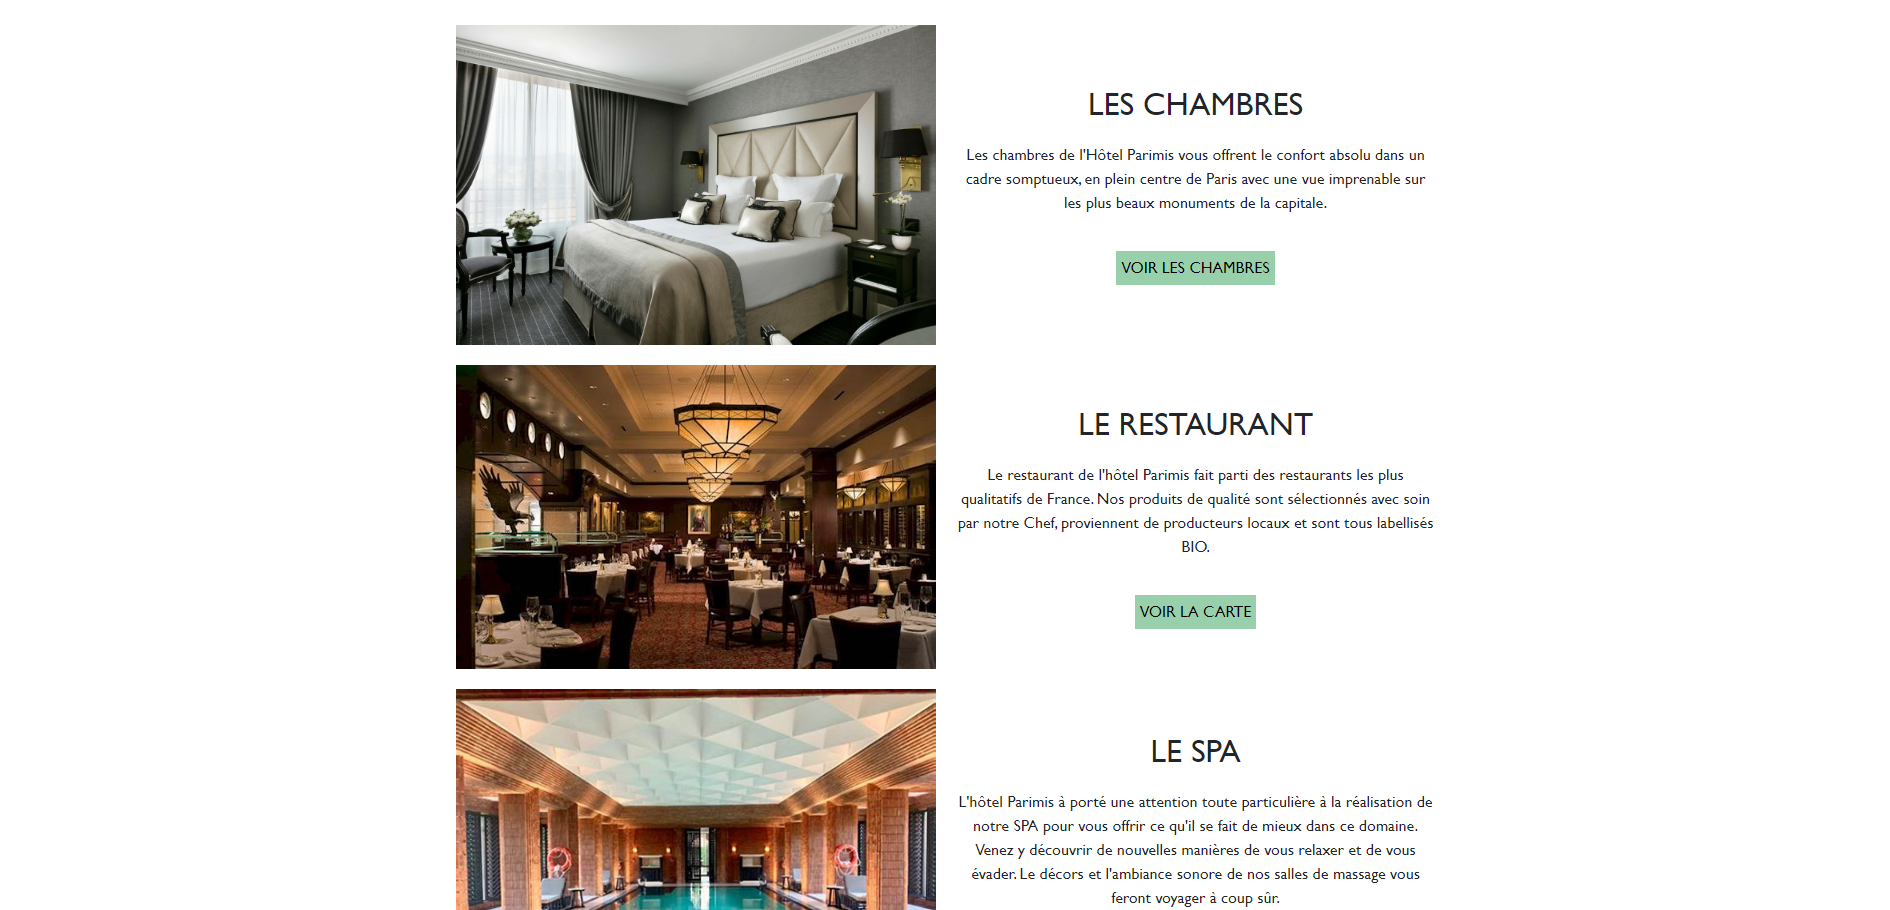 LES CHAMBRES
Les chambres de l'Hôtel Parimis vous offrent le confort absolu dans un
cadre somptueux, en plein centre de Paris avec une vue imprenable sur
les plus beaux monuments de la capitale.
VOIR LES CHAMBRES
LE RESTAURANT
Le restaurant de l'hôtel Parimis fait parti des restaurants les plus
qualitatifs de France. Nos produits de qualité sont sélectionnés avec soin
par notre Chef, proviennent de producteurs locaux et sont tous labellisés
BIO.
VOIR LA CARTE
LE SPA
L'hôtel Parimis à porté une attention toute particulière à la réalisation de
notre SPA pour vous offrir ce qu'il se fait de mieux dans ce domaine.
Venez y découvrir de nouvelles manières de vous relaxer et de vous
évader. Le décors et l'ambiance sonore de nos salles de massage vous
feront voyager à coup sûr.